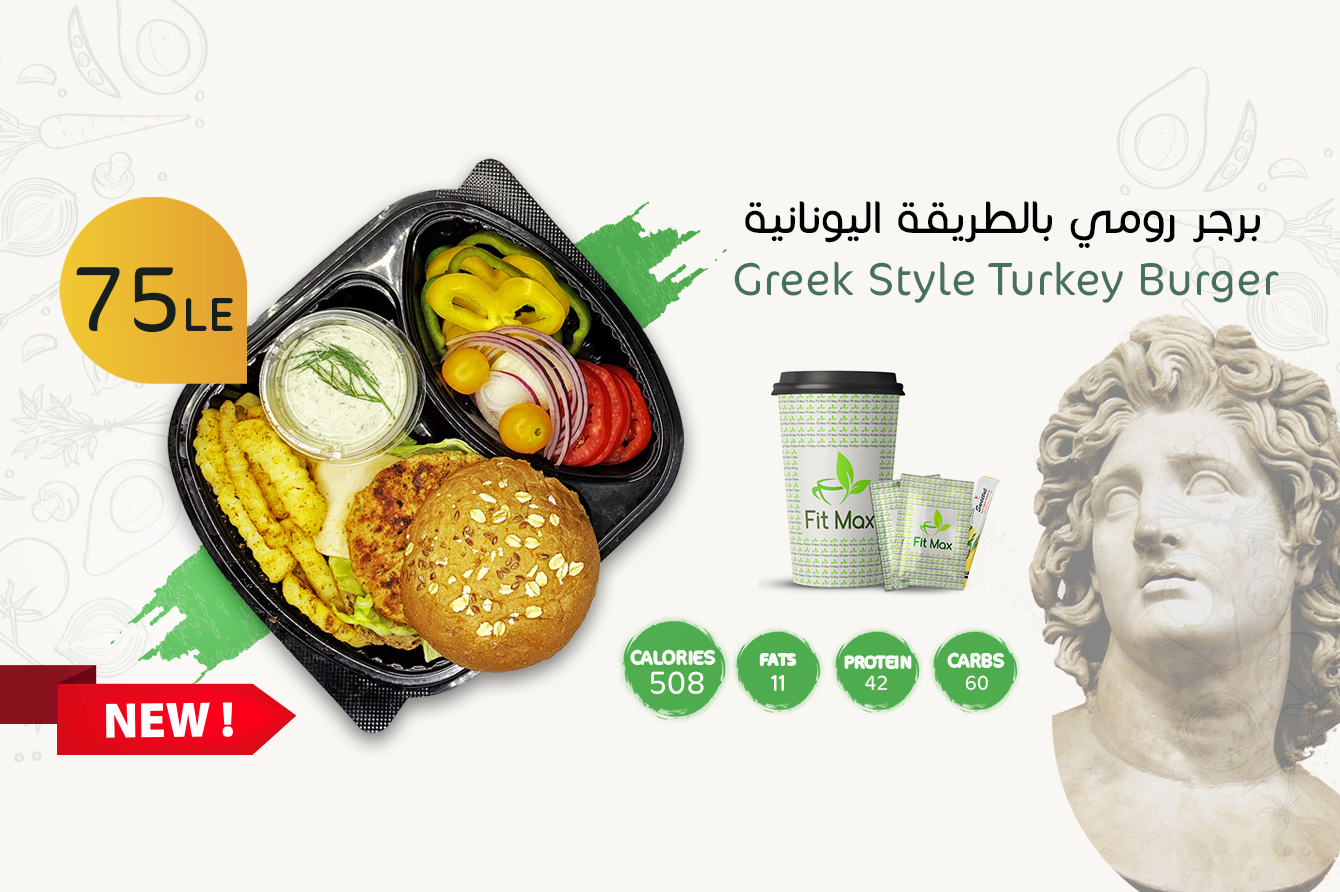 برجر رومي بالطريقة اليونانية
Greek Style Turkey Burger
75LE
Fit Max
Fit Max
CALORIES
508
FATS
11
PROTEIN
42
CARBS
60
NEW !